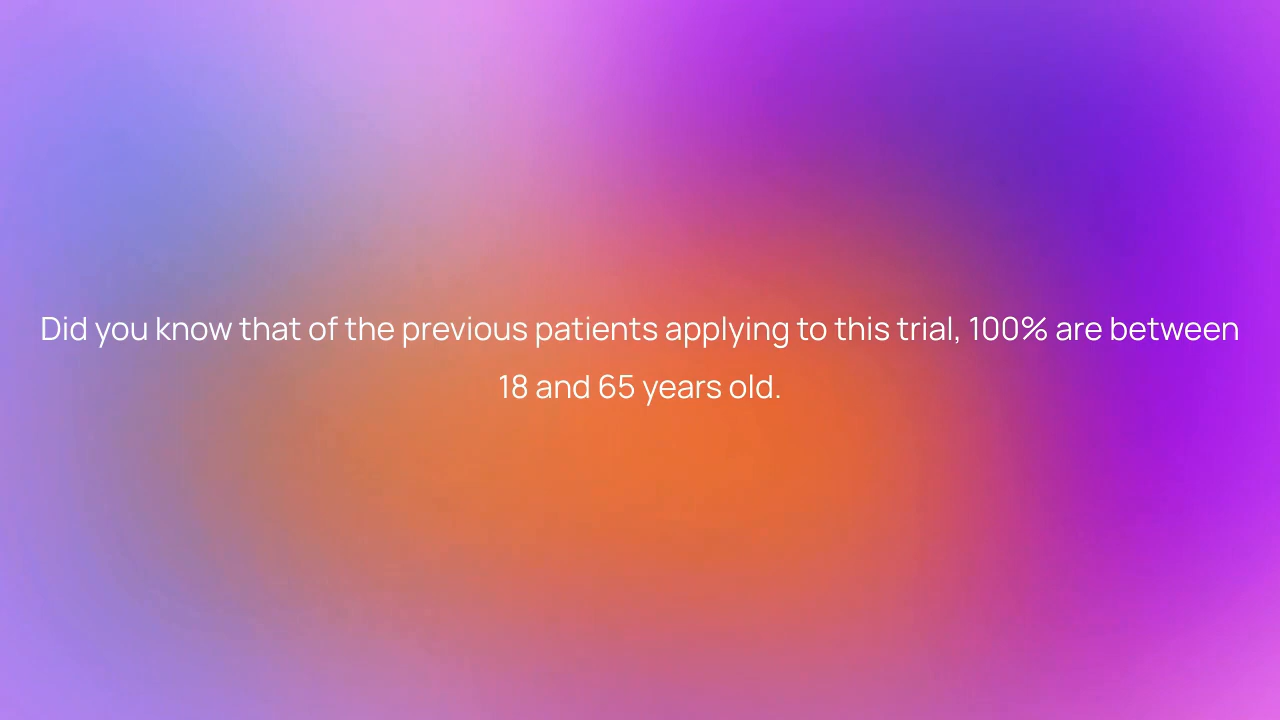 Did you know that of the previous patients applying to this trial, 100% are between
18 and 65 years old.